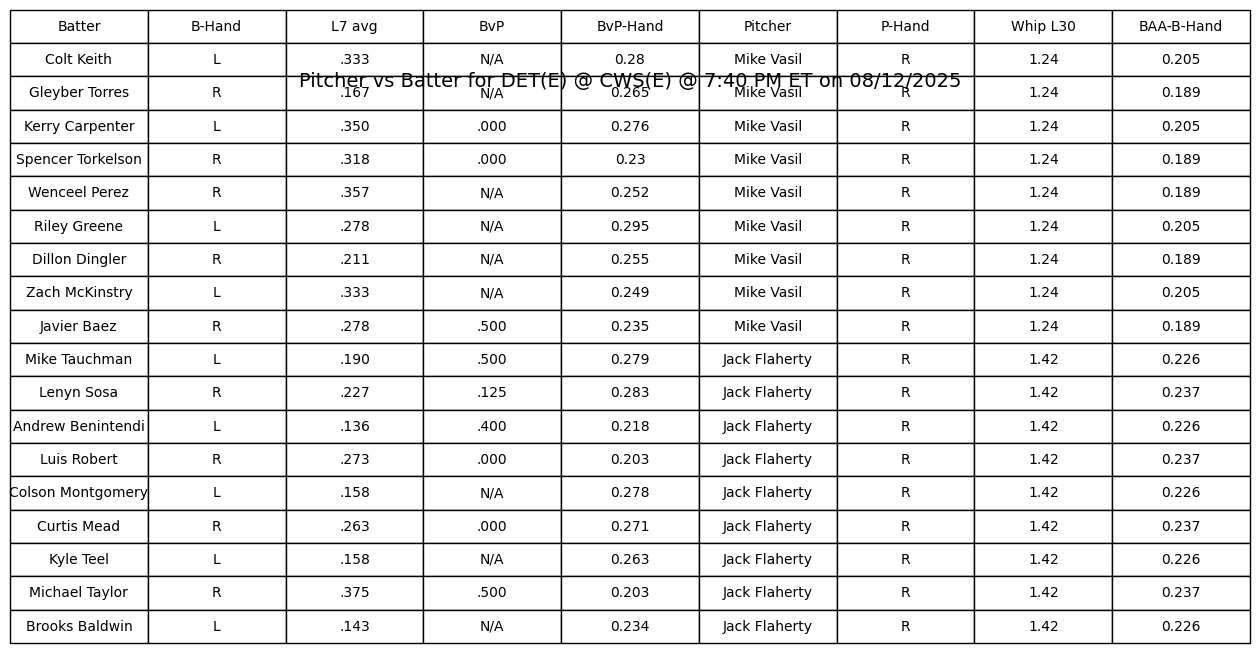 Batter B-Hand L7 avg BvP BvP-Hand Pitcher P-Hand Whip L30 BAA-B-Hand
Colt Keith L .333 N/A 0.28 Mike Vasil R 1.24 0.205
Pitcher vs Batter for DET(E) @ CWS(E) @ 7:40 PM ET on 08/12/2025
Gleyber Torres R .167 N/A 0.265 Mike Vasil R 1.24 0.189
Kerry Carpenter L .350 .000 0.276 Mike Vasil R 1.24 0.205
Spencer Torkelson R .318 .000 0.23 Mike Vasil R 1.24 0.189
Wenceel Perez R .357 N/A 0.252 Mike Vasil R 1.24 0.189
Riley Greene L .278 N/A 0.295 Mike Vasil R 1.24 0.205
Dillon Dingler R .211 N/A 0.255 Mike Vasil R 1.24 0.189
Zach McKinstry L .333 N/A 0.249 Mike Vasil R 1.24 0.205
Javier Baez R .278 .500 0.235 Mike Vasil R 1.24 0.189
Mike Tauchman L .190 .500 0.279 Jack Flaherty R 1.42 0.226
Lenyn Sosa R .227 .125 0.283 Jack Flaherty R 1.42 0.237
Andrew Benintendi L .136 .400 0.218 Jack Flaherty R 1.42 0.226
Luis Robert R .273 .000 0.203 Jack Flaherty R 1.42 0.237
Colson Montgomery L .158 N/A 0.278 Jack Flaherty R 1.42 0.226
Curtis Mead R .263 .000 0.271 Jack Flaherty R 1.42 0.237
Kyle Teel L .158 N/A 0.263 Jack Flaherty R 1.42 0.226
Michael Taylor R .375 .500 0.203 Jack Flaherty R 1.42 0.237
Brooks Baldwin L .143 N/A 0.234 Jack Flaherty R 1.42 0.226